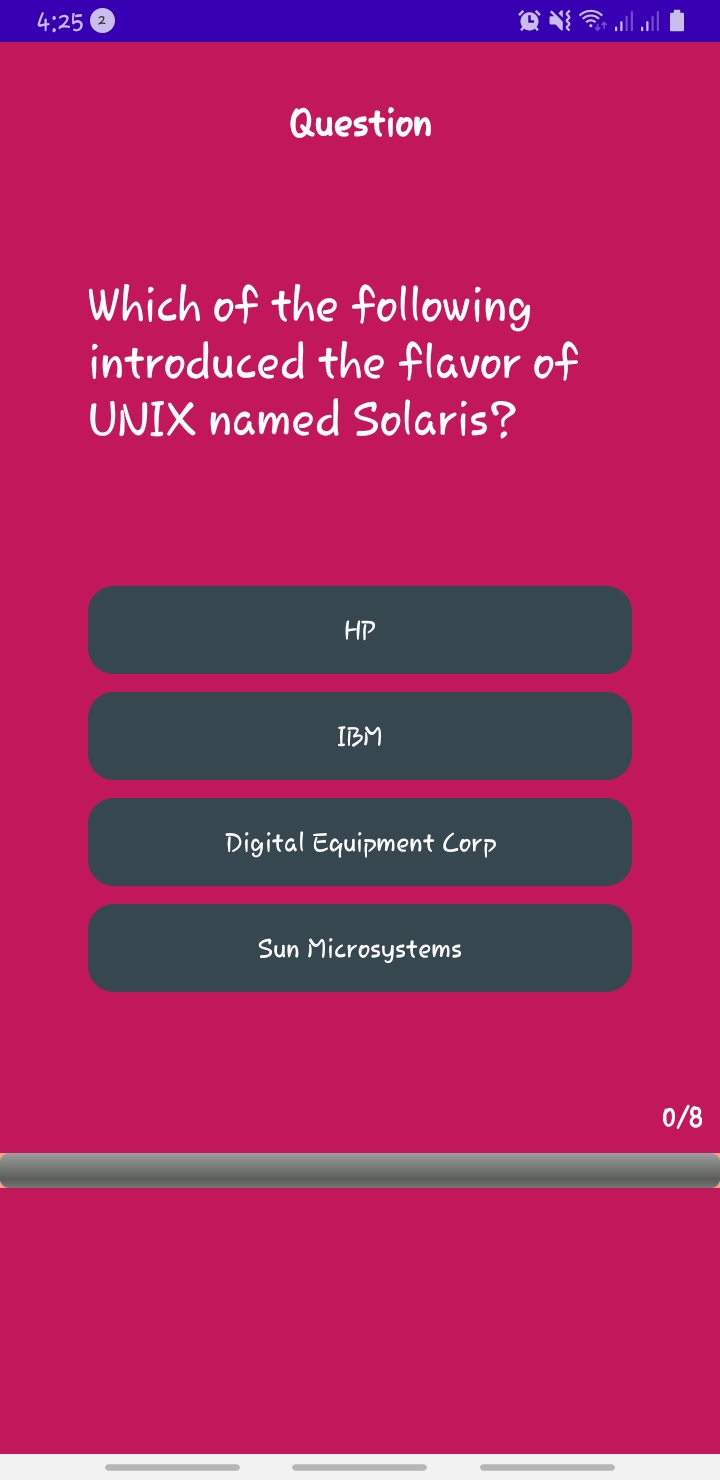 4:25 2
Question
Which of the following
introduced the flavor of
UNIX named Solaris?
HP
IBM
Digital Equipment Corp
Sun Microsystems
0/8